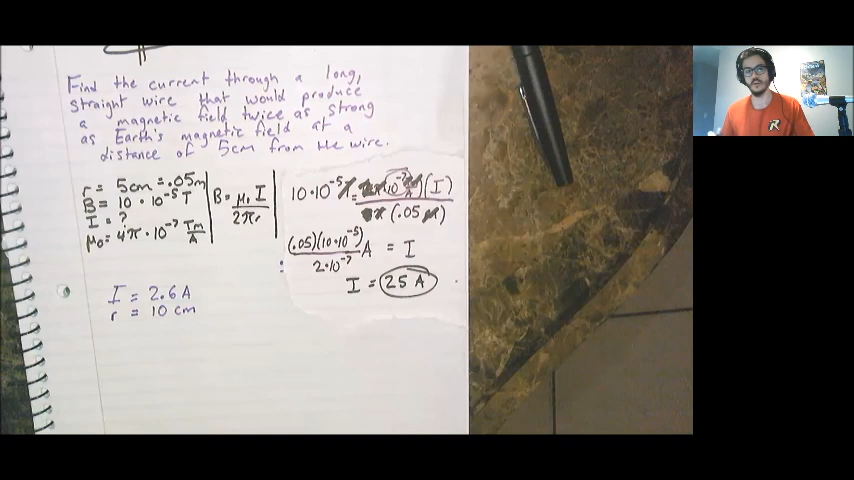 Find the current through a long,
straight wire that would produce
a magnetic field twice as strong
as Earth's magnetic field at a
distance of 5cm from the wire.
r = 5cm = .05m
B = 10 · 10⁻⁵ T
I = ?
μ₀ = 4π · 10⁻⁷ Tm/A
B = μ₀ I / 2πr
10·10⁻⁵ = (10⁻⁷ / A)(I) / (.05)
(.05)(10·10⁻⁵) / 2·10⁻⁷ A = I
I = 25 A
I = 2.6 A
r = 10 cm
R